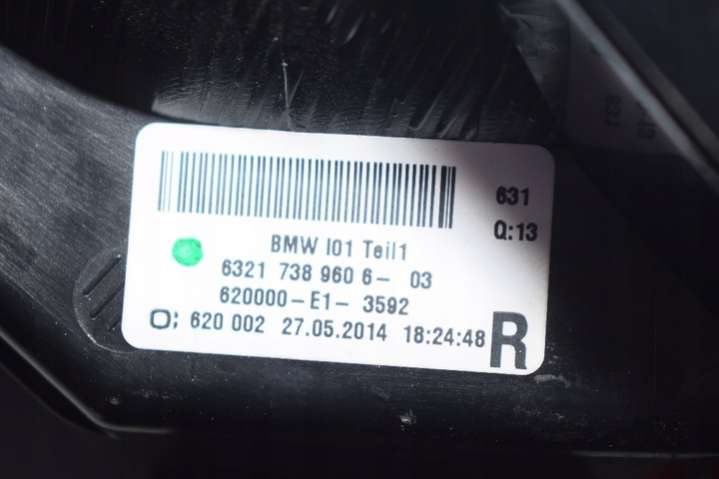 631
Q:13
BMW I01 Teil1
6321 738 960 6- 03
620000-E1- 3592
O; 620 002 27.05.2014 18:24:48 R